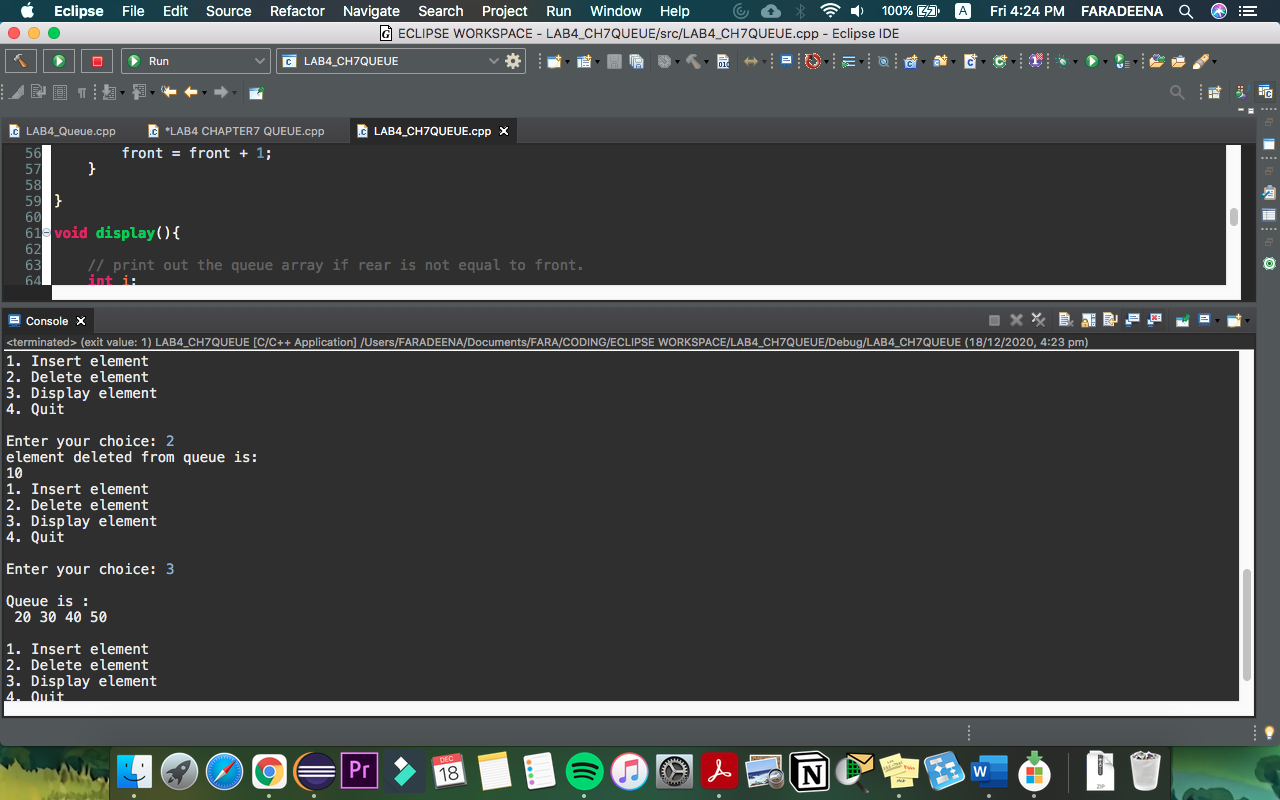 Eclipse File Edit Source Refactor Navigate Search Project Run Window Help 100% A Fri 4:24 PM FARADEENA
ECLIPSE WORKSPACE - LAB4_CH7QUEUE/src/LAB4_CH7QUEUE.cpp - Eclipse IDE
Run LAB4_CH7QUEUE
LAB4_Queue.cpp *LAB4 CHAPTER7 QUEUE.cpp LAB4_CH7QUEUE.cpp
56 front = front + 1;
57 }
58
59 }
60
61 void display(){
62
63 // print out the queue array if rear is not equal to front.
64 int i;
Console
<terminated> (exit value: 1) LAB4_CH7QUEUE [C/C++ Application] /Users/FARADEENA/Documents/FARA/CODING/ECLIPSE WORKSPACE/LAB4_CH7QUEUE/Debug/LAB4_CH7QUEUE (18/12/2020, 4:23 pm)
1. Insert element
2. Delete element
3. Display element
4. Quit
Enter your choice: 2
element deleted from queue is:
10
1. Insert element
2. Delete element
3. Display element
4. Quit
Enter your choice: 3
Queue is :
20 30 40 50
1. Insert element
2. Delete element
3. Display element
4. Quit
Pr DEC 18 N W ZIP